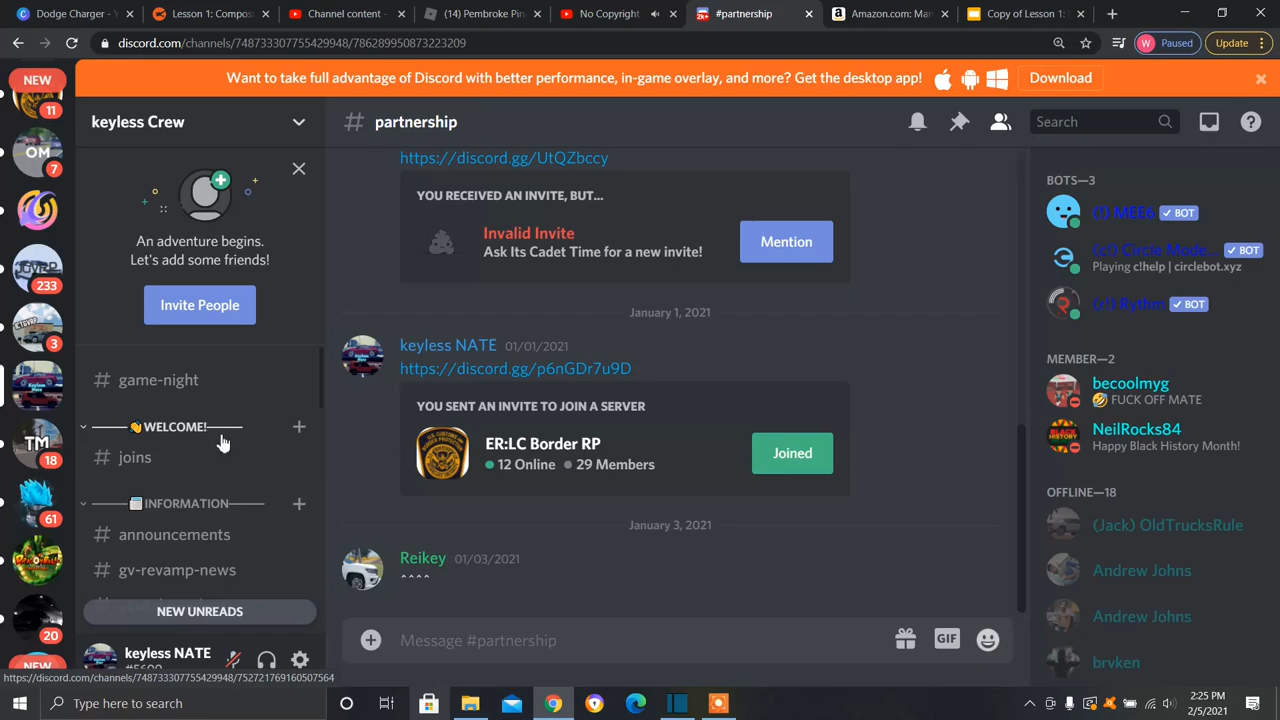 Dodge Charger - Y
Lesson 1: Compos
Channel content -
(14) Pembroke Pin
No Copyright
#partnership
Amazon.com: Mar
Copy of Lesson 1:
discord.com/channels/748733307755429948/786289950873223209
W Paused
Update
Want to take full advantage of Discord with better performance, in-game overlay, and more? Get the desktop app!
Download
NEW
11
OM
7
JGVRP
233
3
TM
18
61
20
NEW
keyless Crew
An adventure begins.
Let's add some friends!
Invite People
# game-night
👋 WELCOME!
# joins
INFORMATION
# announcements
# gv-revamp-news
NEW UNREADS
keyless NATE
# partnership
Search
https://discord.gg/UtQZbccy
YOU RECEIVED AN INVITE, BUT...
Invalid Invite
Ask Its Cadet Time for a new invite!
Mention
January 1, 2021
keyless NATE 01/01/2021
https://discord.gg/p6nGDr7u9D
YOU SENT AN INVITE TO JOIN A SERVER
ER:LC Border RP
12 Online 29 Members
Joined
January 3, 2021
Reikey 01/03/2021
^^^^
Message #partnership
GIF
BOTS—3
(!) MEE6 ✓ BOT
(c!) Circle Mode... ✓ BOT
Playing c!help | circlebot.xyz
(r!) Rythm ✓ BOT
MEMBER—2
becoolmyg
🤣 FUCK OFF MATE
NeilRocks84
Happy Black History Month!
OFFLINE—18
(Jack) OldTrucksRule
Andrew Johns
Andrew Johns
brvken
https://discord.com/channels/748733307755429948/752721769160507564
Type here to search
2:25 PM
2/5/2021